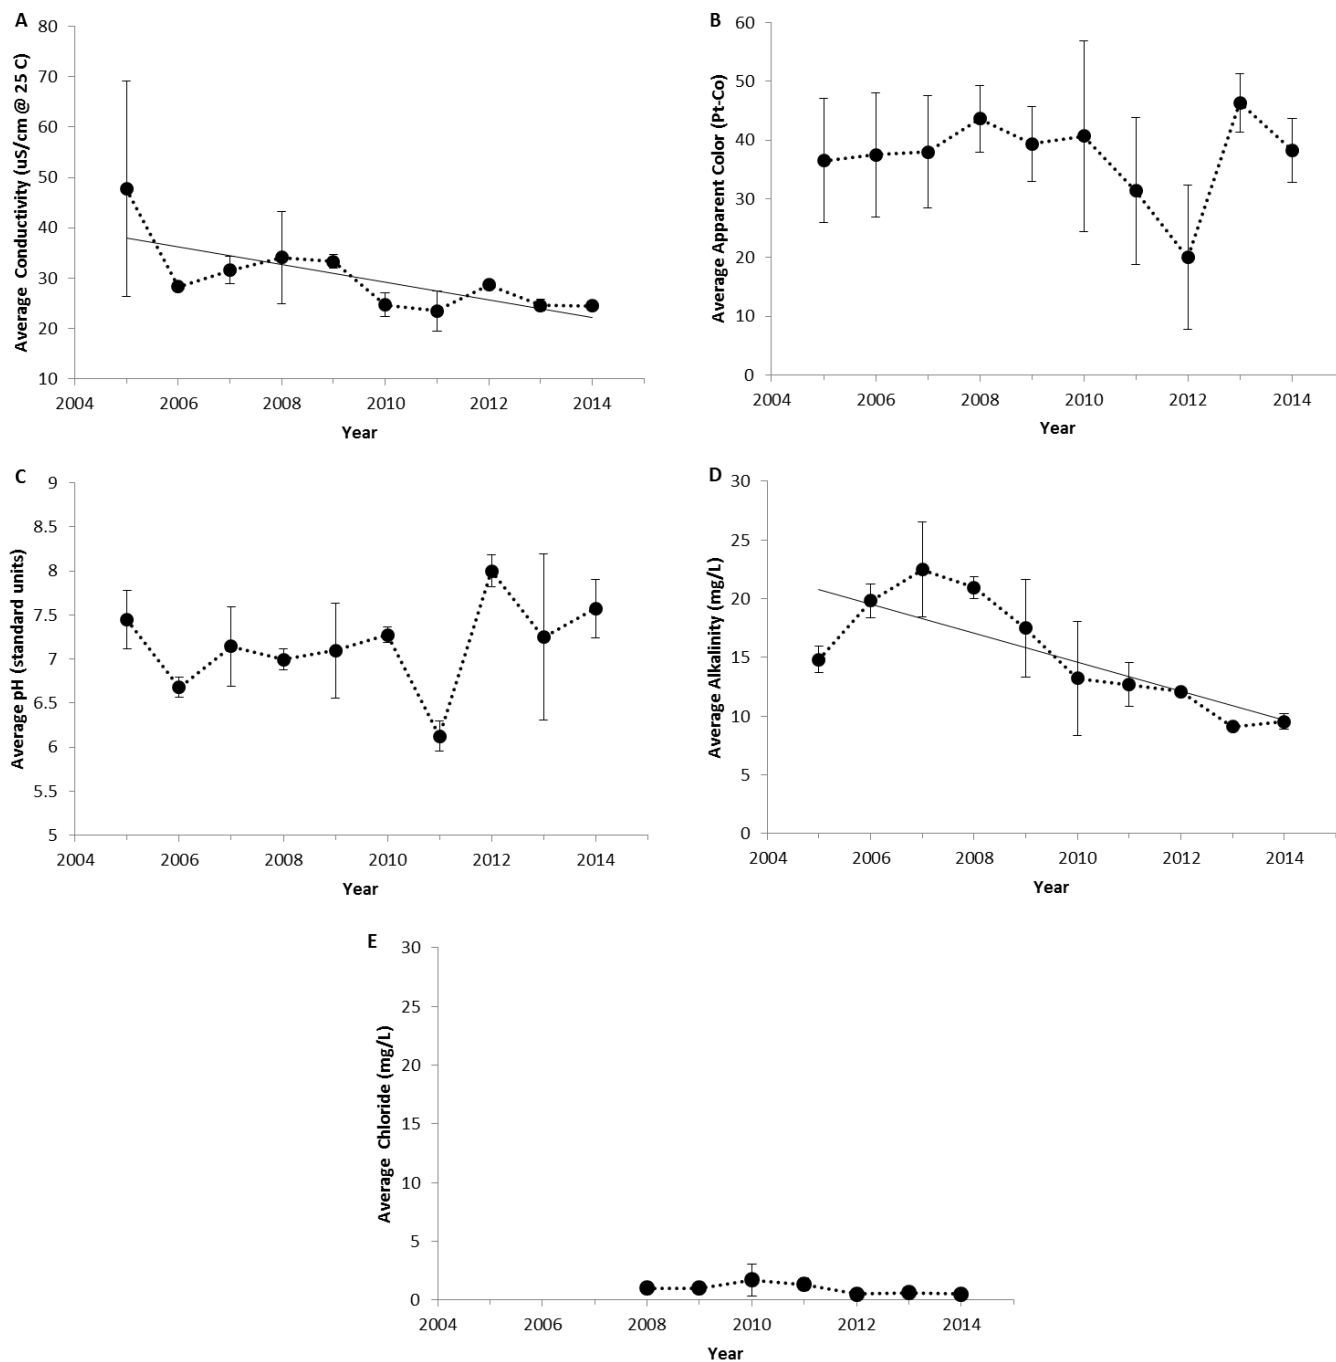 A
Average Conductivity (uS/cm @ 25 C)
80
70
60
50
40
30
20
10
2004 2006 2008 2010 2012 2014
Year
B
Average Apparent Color (Pt-Co)
60
50
40
30
20
10
0
2004 2006 2008 2010 2012 2014
Year
C
Average pH (standard units)
9
8.5
8
7.5
7
6.5
6
5.5
5
2004 2006 2008 2010 2012 2014
Year
D
Average Alkalinity (mg/L)
30
25
20
15
10
5
0
2004 2006 2008 2010 2012 2014
Year
E
Average Chloride (mg/L)
30
25
20
15
10
5
0
2004 2006 2008 2010 2012 2014
Year